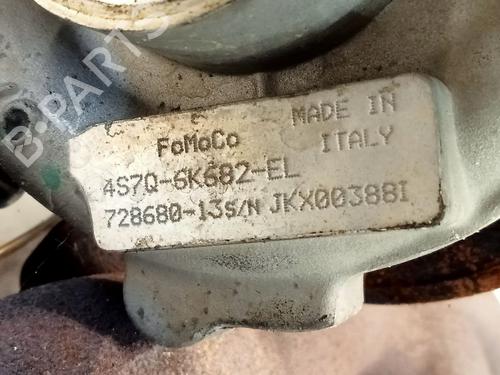 B-PARTS
FoMoCo MADE IN
ITALY
4S7Q-6K682-EL
728680-13S/N JKX00388I